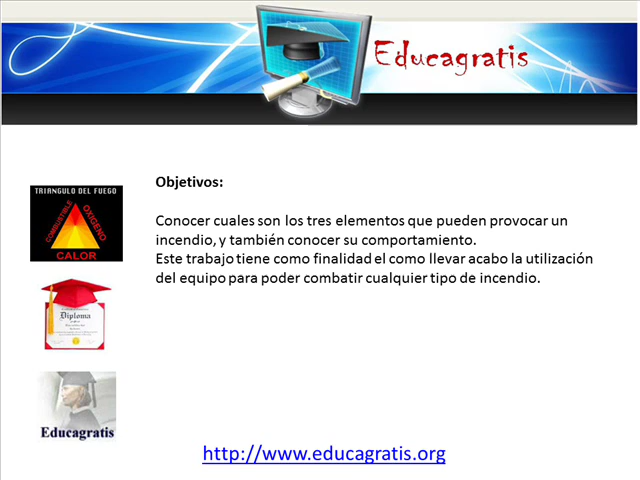 Educagratis
Objetivos:
TRIANGULO DEL FUEGO
COMBUSTIBLE
OXIGENO
CALOR
Conocer cuales son los tres elementos que pueden provocar un
incendio, y también conocer su comportamiento.
Este trabajo tiene como finalidad el como llevar acabo la utilización
del equipo para poder combatir cualquier tipo de incendio.
Diploma
Educagratis
http://www.educagratis.org